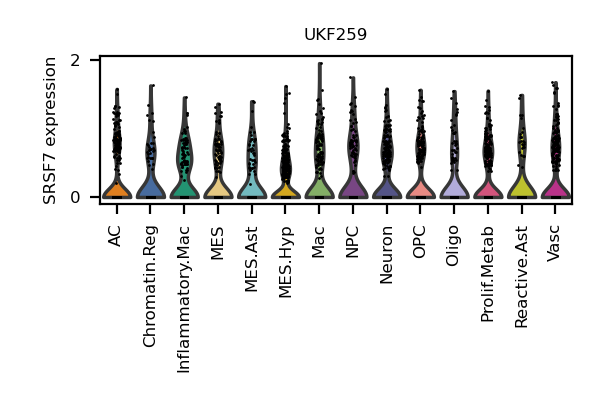 UKF259
SRSF7 expression
2
0
AC
Chromatin.Reg
Inflammatory.Mac
MES
MES.Ast
MES.Hyp
Mac
NPC
Neuron
OPC
Oligo
Prolif.Metab
Reactive.Ast
Vasc